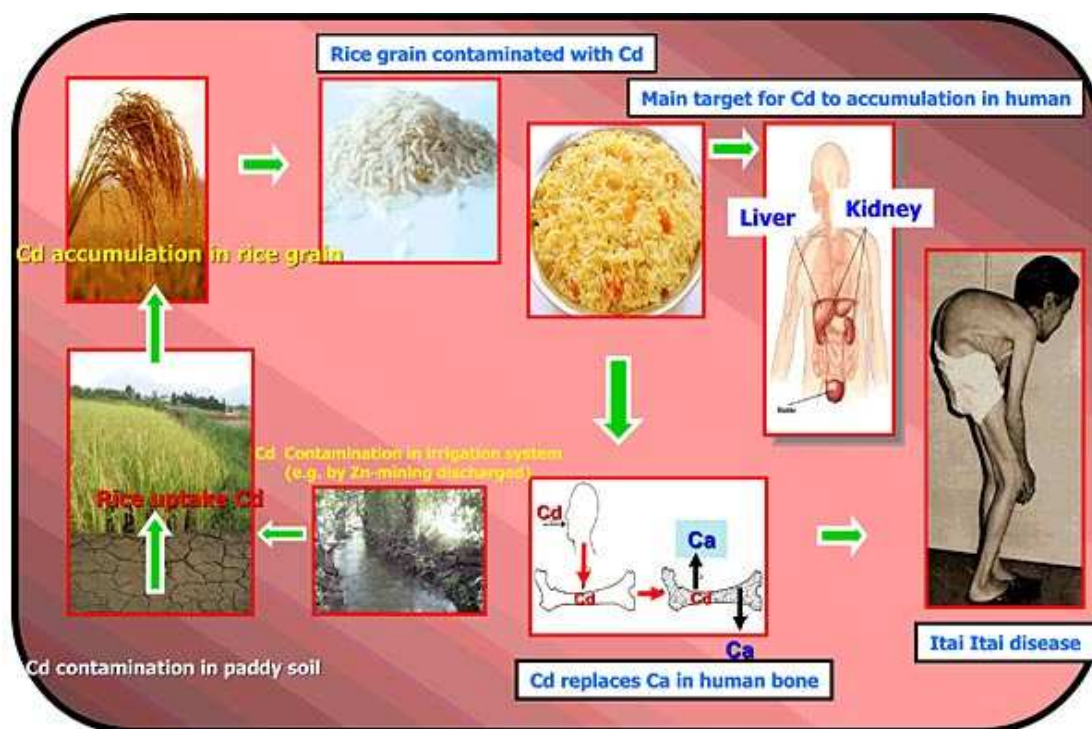 Rice grain contaminated with Cd
Main target for Cd to accumulation in human
Liver
Kidney
Cd accumulation in rice grain
Cd Contamination in irrigation system
(e.g. by Zn-mining discharged)
Rice uptake Cd
Cd
Ca
Cd
Cd
Ca
Cd contamination in paddy soil
Cd replaces Ca in human bone
Itai Itai disease